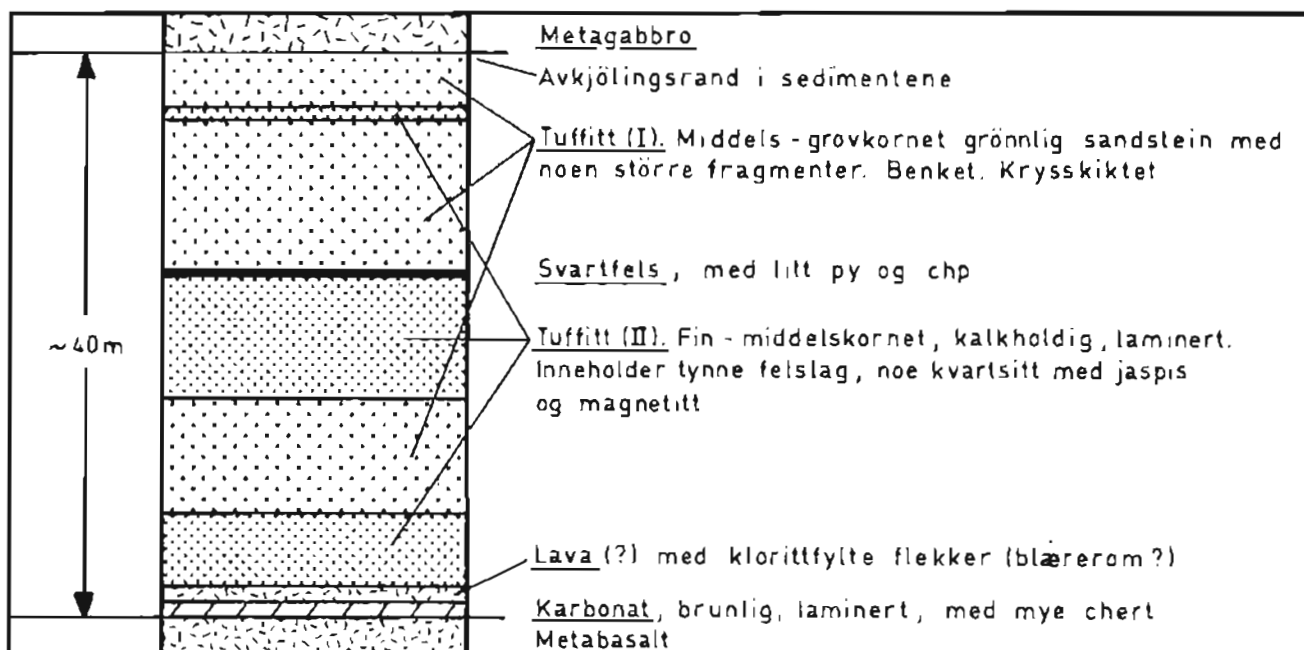 Metagabbro
Avkjölingsrand i sedimentene
Tuffitt (I). Middels - grovkornet grönnlig sandstein med
noen större fragmenter. Benket. Krysskiktet
Svartfels, med litt py og chp
~40m
Tuffitt (II). Fin - middelskornet, kalkholdig, laminert.
Inneholder tynne felslag, noe kvartsitt med jaspis
og magnetitt
Lava (?) med klorittfylte flekker (blærerom?)
Karbonat, brunlig, laminert, med mye chert
Metabasalt